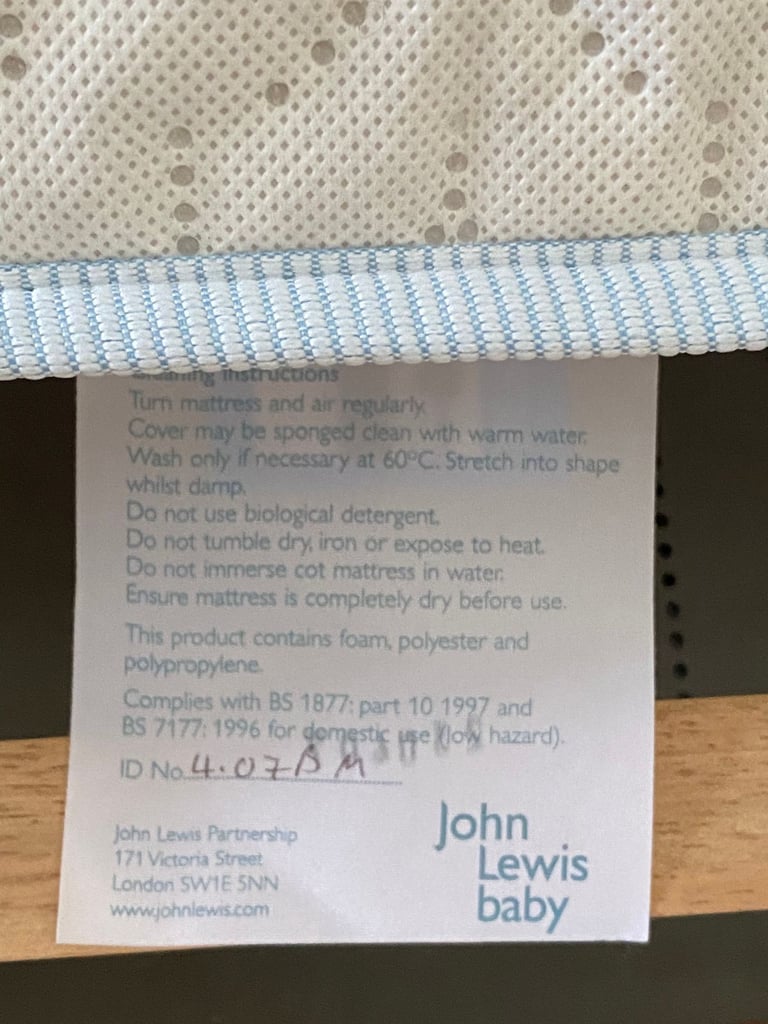 Cleaning Instructions
Turn mattress and air regularly.
Cover may be sponged clean with warm water.
Wash only if necessary at 60°C. Stretch into shape
whilst damp.
Do not use biological detergent.
Do not tumble dry, iron or expose to heat.
Do not immerse cot mattress in water.
Ensure mattress is completely dry before use.
This product contains foam, polyester and
polypropylene.
Complies with BS 1877: part 10 1997 and
BS 7177: 1996 for domestic use (low hazard).
ID No. 4.07BM
John Lewis Partnership
171 Victoria Street
London SW1E 5NN
www.johnlewis.com
John
Lewis
baby